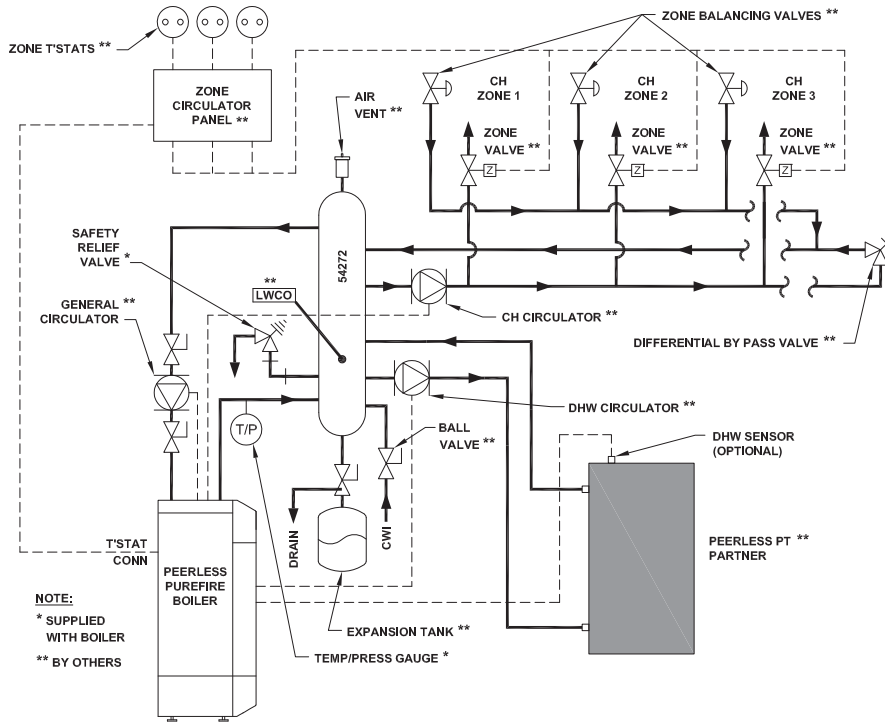 ZONE T'STATS **
ZONE
CIRCULATOR
PANEL **
AIR
VENT **
ZONE BALANCING VALVES **
CH
ZONE 1
CH
ZONE 2
CH
ZONE 3
ZONE
VALVE **
ZONE
VALVE **
ZONE
VALVE **
Z
Z
Z
SAFETY
RELIEF
VALVE *
54272
**
LWCO
GENERAL **
CIRCULATOR
CH CIRCULATOR **
DIFFERENTIAL BY PASS VALVE **
DHW CIRCULATOR **
T/P
BALL
VALVE **
DHW SENSOR
(OPTIONAL)
DRAIN
CWI
T'STAT
CONN
PEERLESS
PUREFIRE
BOILER
PEERLESS PT **
PARTNER
NOTE:
* SUPPLIED
WITH BOILER
** BY OTHERS
EXPANSION TANK **
TEMP/PRESS GAUGE *